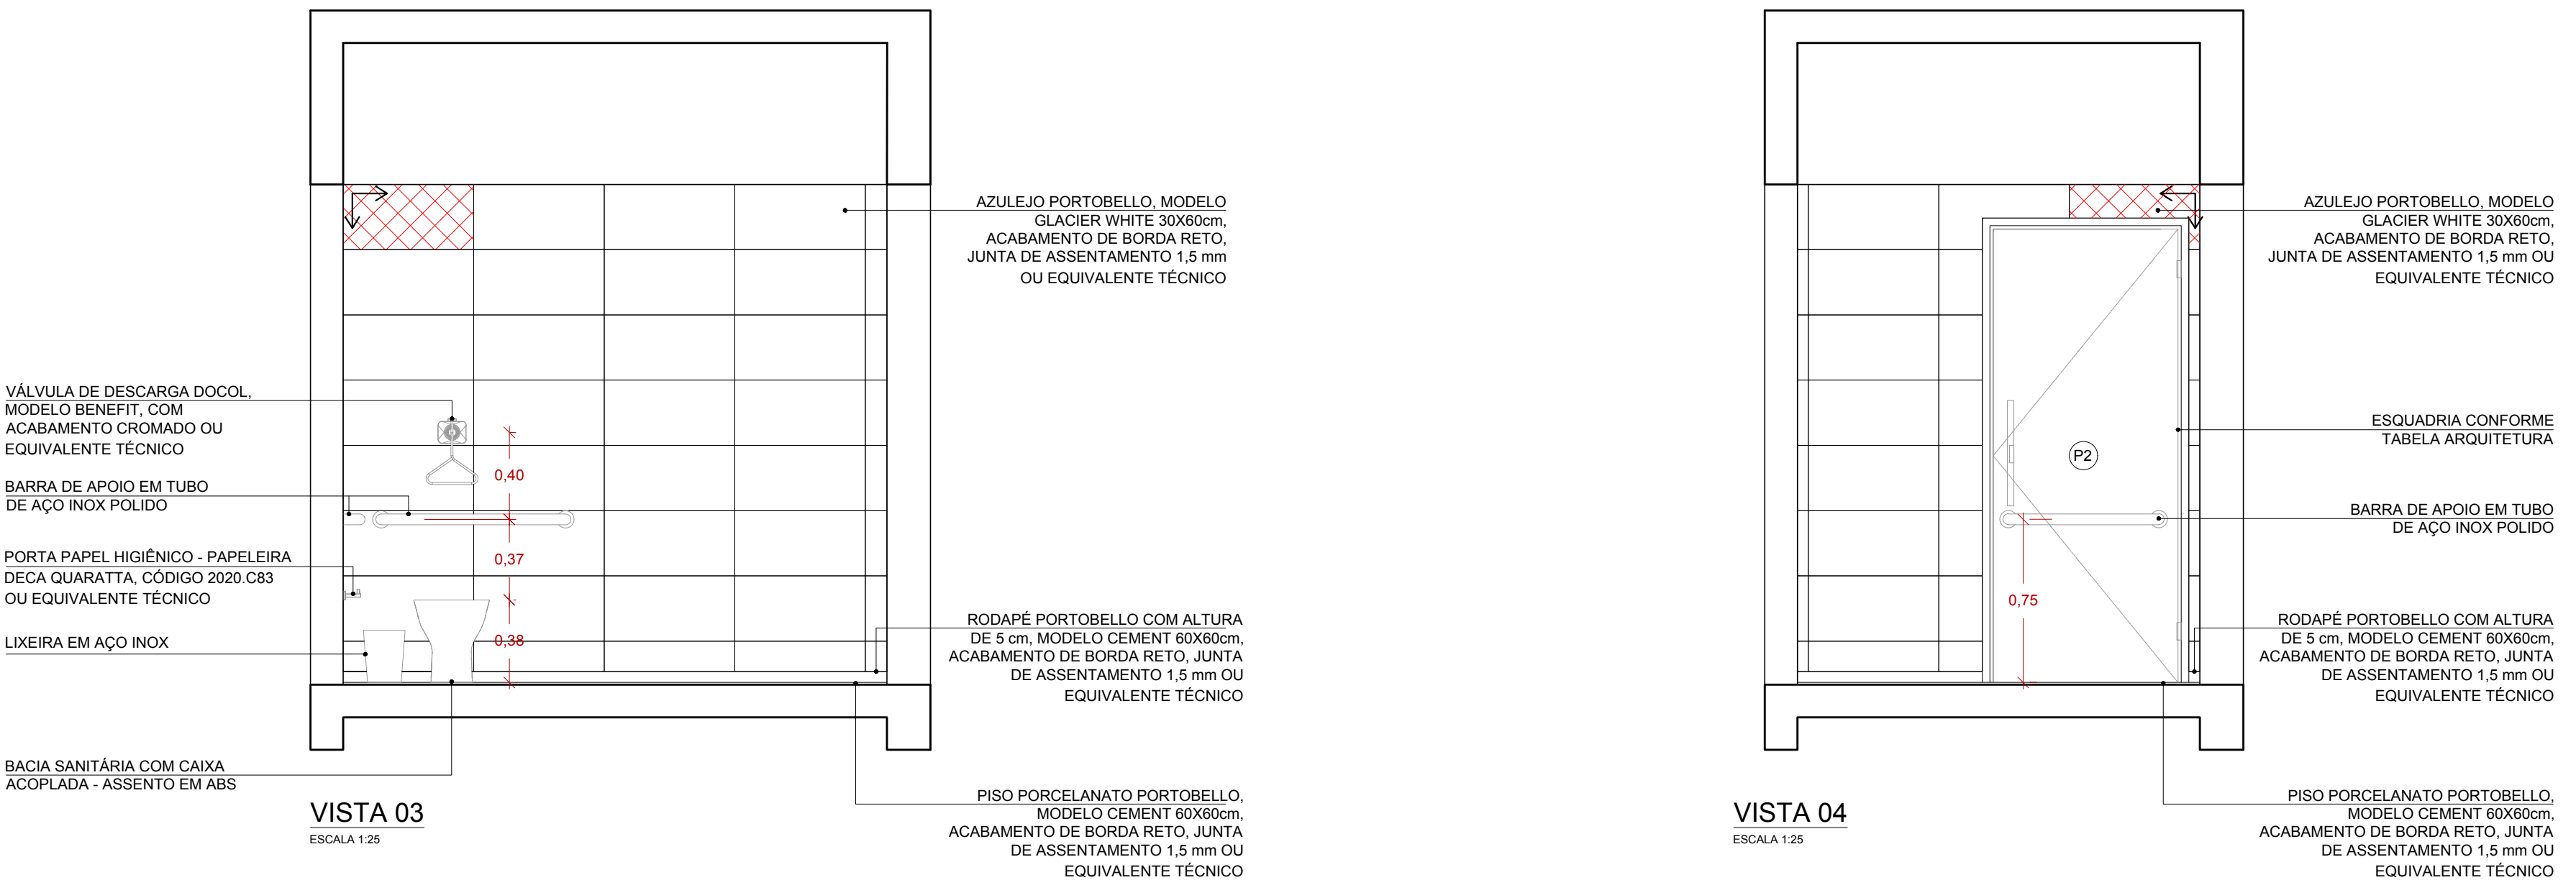 VÁLVULA DE DESCARGA DOCOL,
MODELO BENEFIT, COM
ACABAMENTO CROMADO OU
EQUIVALENTE TÉCNICO
BARRA DE APOIO EM TUBO
DE AÇO INOX POLIDO
PORTA PAPEL HIGIÊNICO - PAPELEIRA
DECA QUARATTA, CÓDIGO 2020.C83
OU EQUIVALENTE TÉCNICO
LIXEIRA EM AÇO INOX
BACIA SANITÁRIA COM CAIXA
ACOPLADA - ASSENTO EM ABS
0,40
0,37
0,38
AZULEJO PORTOBELLO, MODELO
GLACIER WHITE 30X60cm,
ACABAMENTO DE BORDA RETO,
JUNTA DE ASSENTAMENTO 1,5 mm
OU EQUIVALENTE TÉCNICO
RODAPÉ PORTOBELLO COM ALTURA
DE 5 cm, MODELO CEMENT 60X60cm,
ACABAMENTO DE BORDA RETO, JUNTA
DE ASSENTAMENTO 1,5 mm OU
EQUIVALENTE TÉCNICO
PISO PORCELANATO PORTOBELLO,
MODELO CEMENT 60X60cm,
ACABAMENTO DE BORDA RETO, JUNTA
DE ASSENTAMENTO 1,5 mm OU
EQUIVALENTE TÉCNICO
VISTA 03
ESCALA 1:25
P2
0,75
AZULEJO PORTOBELLO, MODELO
GLACIER WHITE 30X60cm,
ACABAMENTO DE BORDA RETO,
JUNTA DE ASSENTAMENTO 1,5 mm OU
EQUIVALENTE TÉCNICO
ESQUADRIA CONFORME
TABELA ARQUITETURA
BARRA DE APOIO EM TUBO
DE AÇO INOX POLIDO
RODAPÉ PORTOBELLO COM ALTURA
DE 5 cm, MODELO CEMENT 60X60cm,
ACABAMENTO DE BORDA RETO, JUNTA
DE ASSENTAMENTO 1,5 mm OU
EQUIVALENTE TÉCNICO
PISO PORCELANATO PORTOBELLO,
MODELO CEMENT 60X60cm,
ACABAMENTO DE BORDA RETO, JUNTA
DE ASSENTAMENTO 1,5 mm OU
EQUIVALENTE TÉCNICO
VISTA 04
ESCALA 1:25